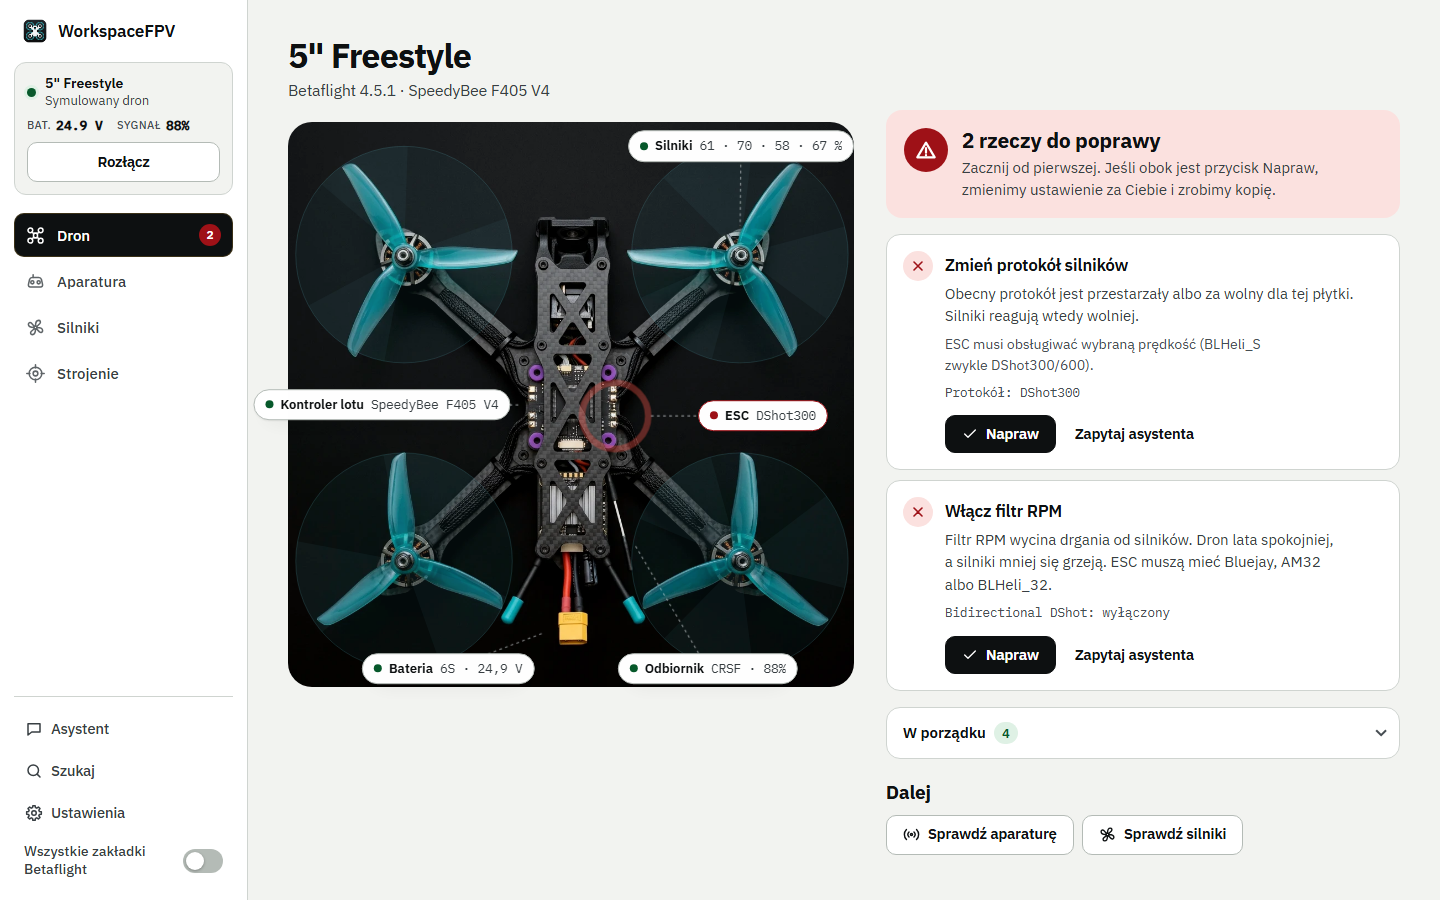 WorkspaceFPV
5" Freestyle
Symulowany dron
BAT. 24.9 V SYGNAŁ 88%
Rozłącz
Dron 2
Aparatura
Silniki
Strojenie
Asystent
Szukaj
Ustawienia
Wszystkie zakładki
Betaflight
5" Freestyle
Betaflight 4.5.1 · SpeedyBee F405 V4
Silniki 61 · 70 · 58 · 67 %
Kontroler lotu SpeedyBee F405 V4
ESC DShot300
Bateria 6S · 24,9 V
Odbiornik CRSF · 88%
2 rzeczy do poprawy
Zacznij od pierwszej. Jeśli obok jest przycisk Napraw,
zmienimy ustawienie za Ciebie i zrobimy kopię.
Zmień protokół silników
Obecny protokół jest przestarzały albo za wolny dla tej płytki.
Silniki reagują wtedy wolniej.
ESC musi obsługiwać wybraną prędkość (BLHeli_S
zwykle DShot300/600).
Protokół: DShot300
Napraw Zapytaj asystenta
Włącz filtr RPM
Filtr RPM wycina drgania od silników. Dron lata spokojniej,
a silniki mniej się grzeją. ESC muszą mieć Bluejay, AM32
albo BLHeli_32.
Bidirectional DShot: wyłączony
Napraw Zapytaj asystenta
W porządku 4
Dalej
Sprawdź aparaturę Sprawdź silniki